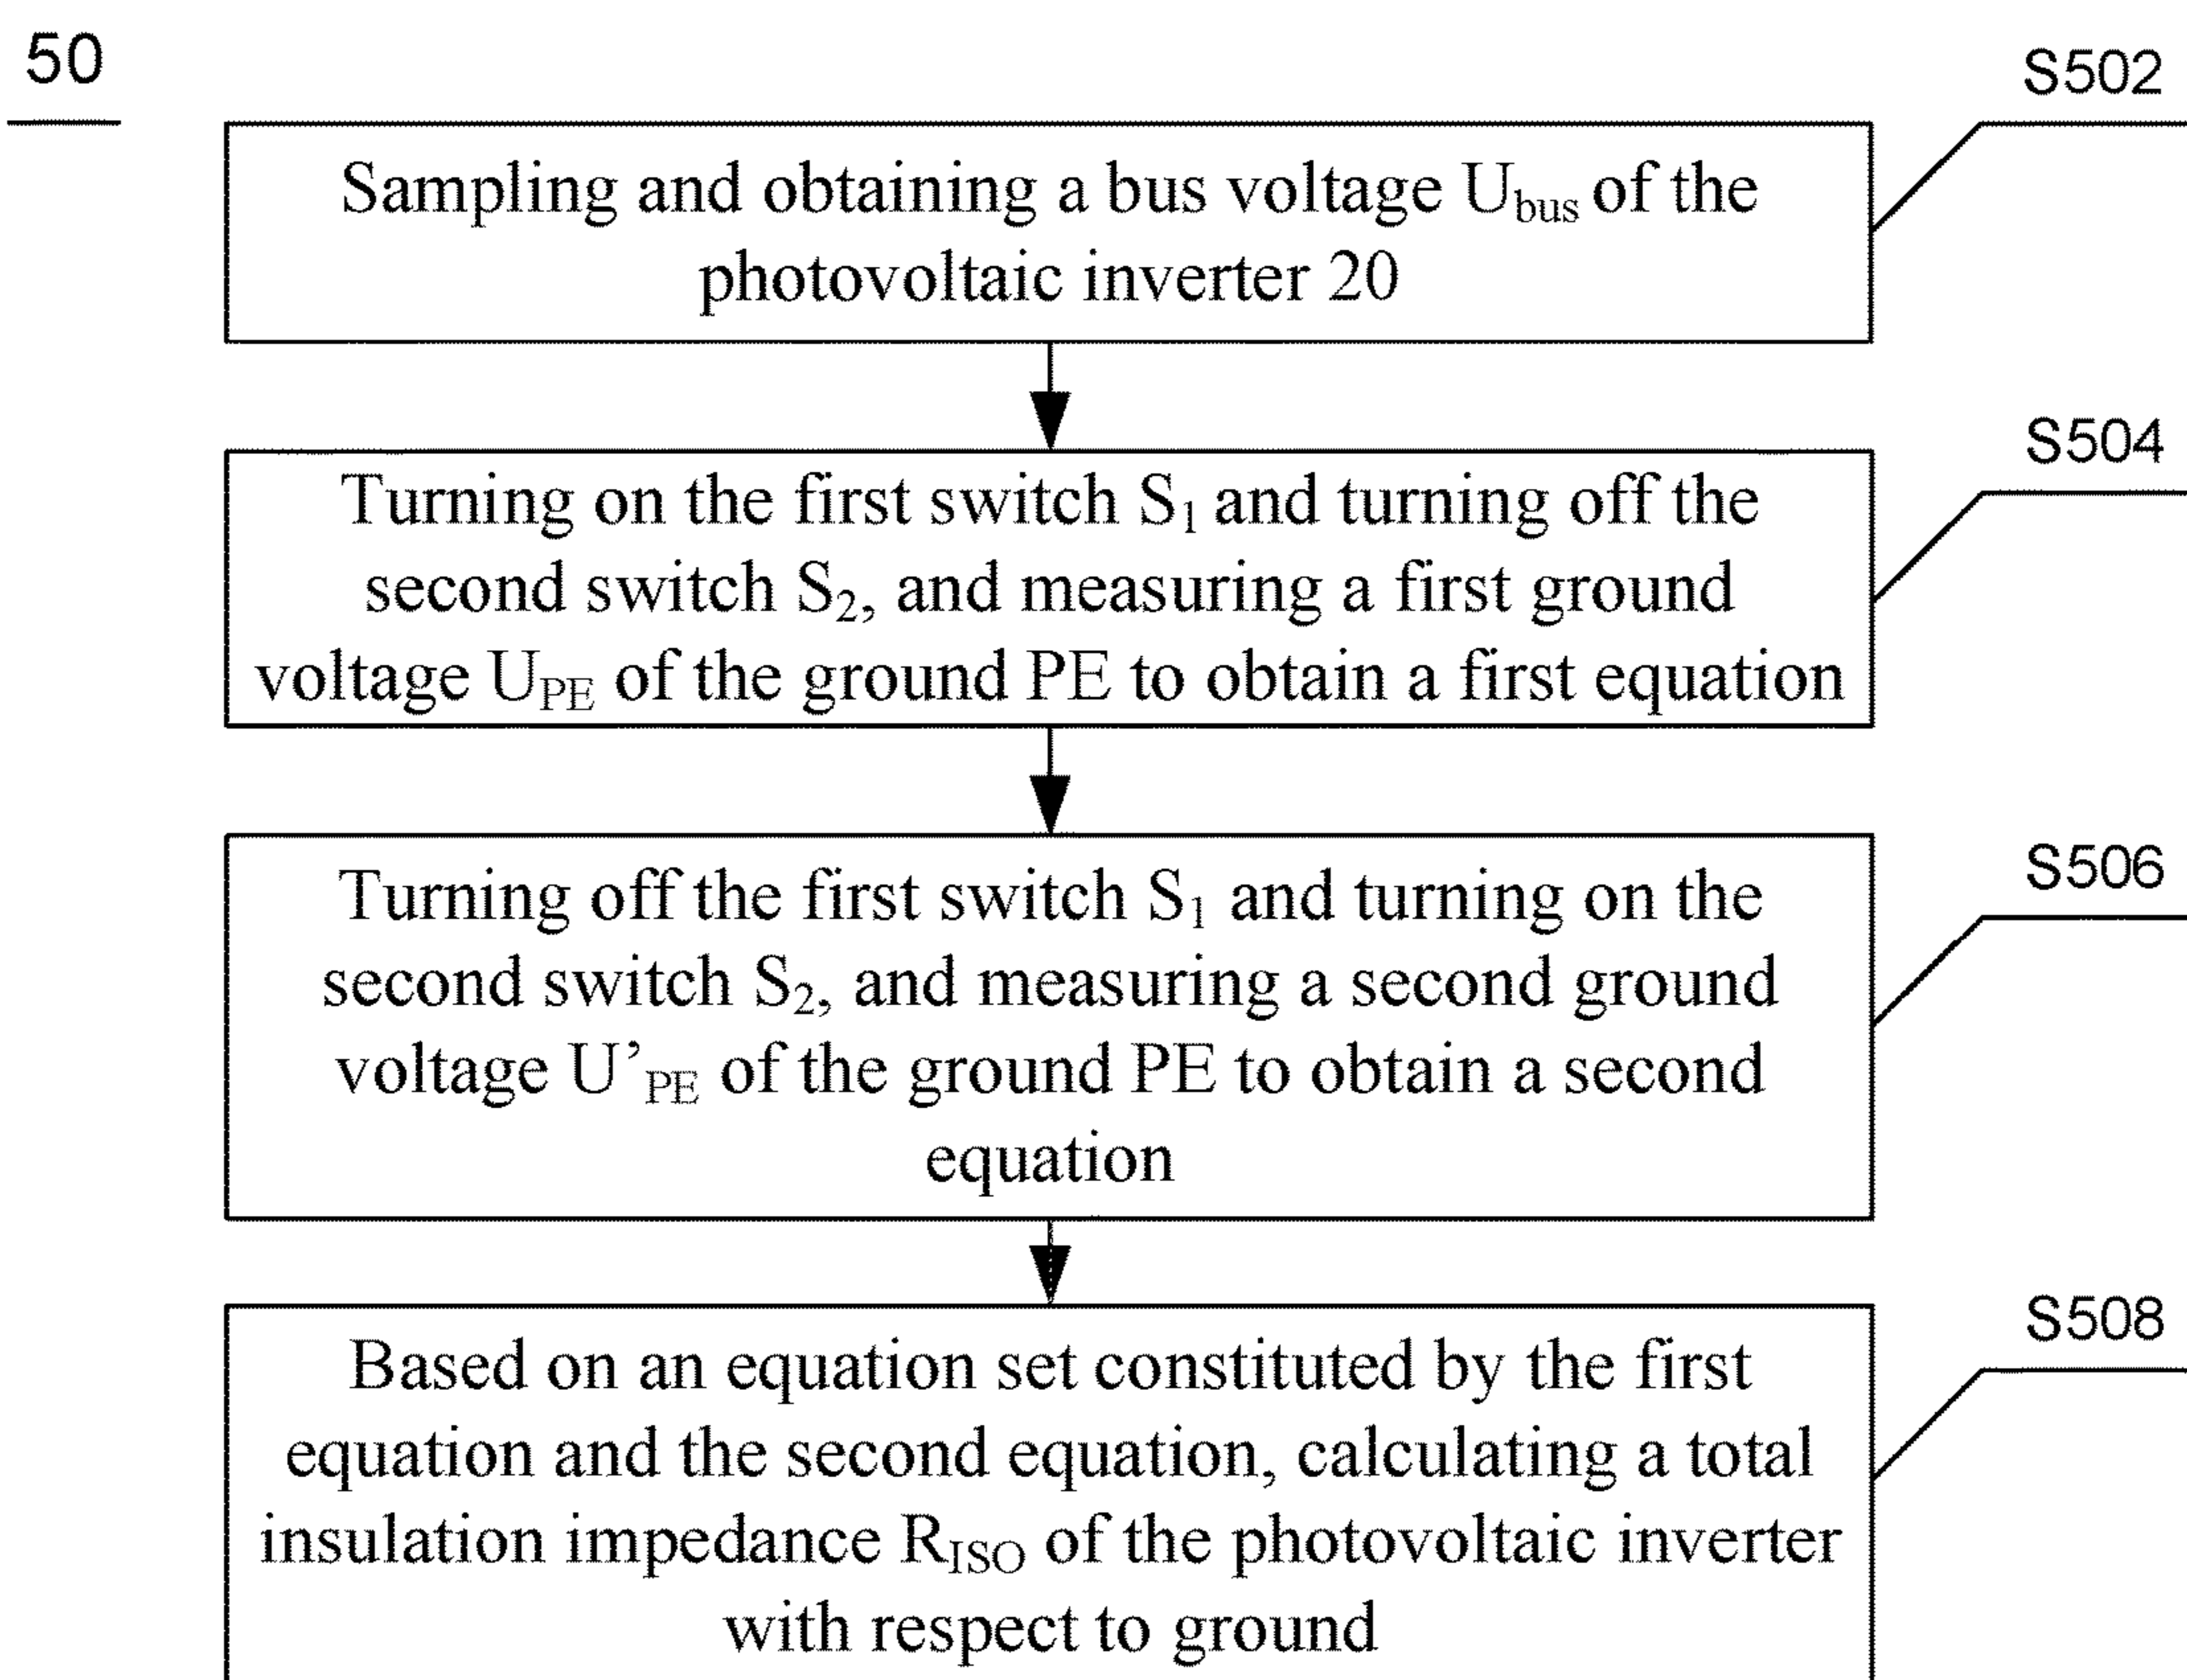 50
S502
Sampling and obtaining a bus voltage U_bus of the
photovoltaic inverter 20
S504
Turning on the first switch S₁ and turning off the
second switch S₂, and measuring a first ground
voltage U_PE of the ground PE to obtain a first equation
S506
Turning off the first switch S₁ and turning on the
second switch S₂, and measuring a second ground
voltage U’_PE of the ground PE to obtain a second
equation
S508
Based on an equation set constituted by the first
equation and the second equation, calculating a total
insulation impedance R_ISO of the photovoltaic inverter
with respect to ground